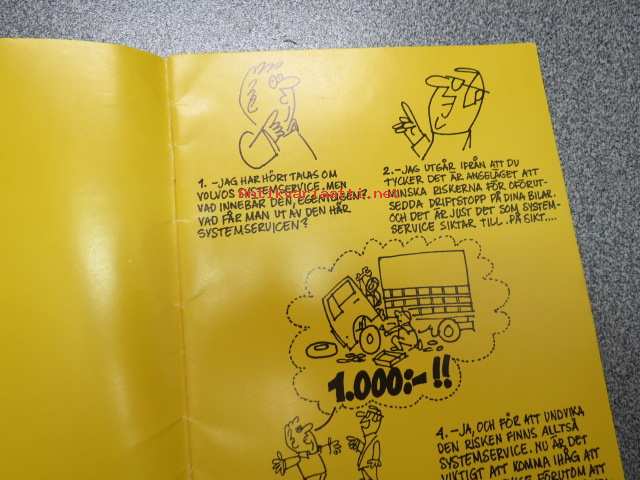 1. –JAG HAR HÖRT TALAS OM
VOLVOS SYSTEMSERVICE. MEN
VAD INNEBÄR DEN, EGENTLIGEN?
VAD FÅR MAN UT AV DEN HÄR
SYSTEMSERVICEN?
2. –JAG UTGÅR IFRÅN ATT DU
TYCKER DET ÄR ANGELÄGET ATT
MINSKA RISKERNA FÖR OFÖRUT-
SEDDA DRIFTSTOPP PÅ DINA BILAR.
OCH DET ÄR JUST DET SOM SYSTEM-
SERVICE SIKTAR TILL. PÅ SIKT....
1.000:- !!
4. –JA, OCH FÖR ATT UNDVIKA
DEN RISKEN FINNS ALLTSÅ
SYSTEMSERVICE. NU ÄR DET
VIKTIGT ATT KOMMA IHÅG ATT
FÖRUTOM ATT